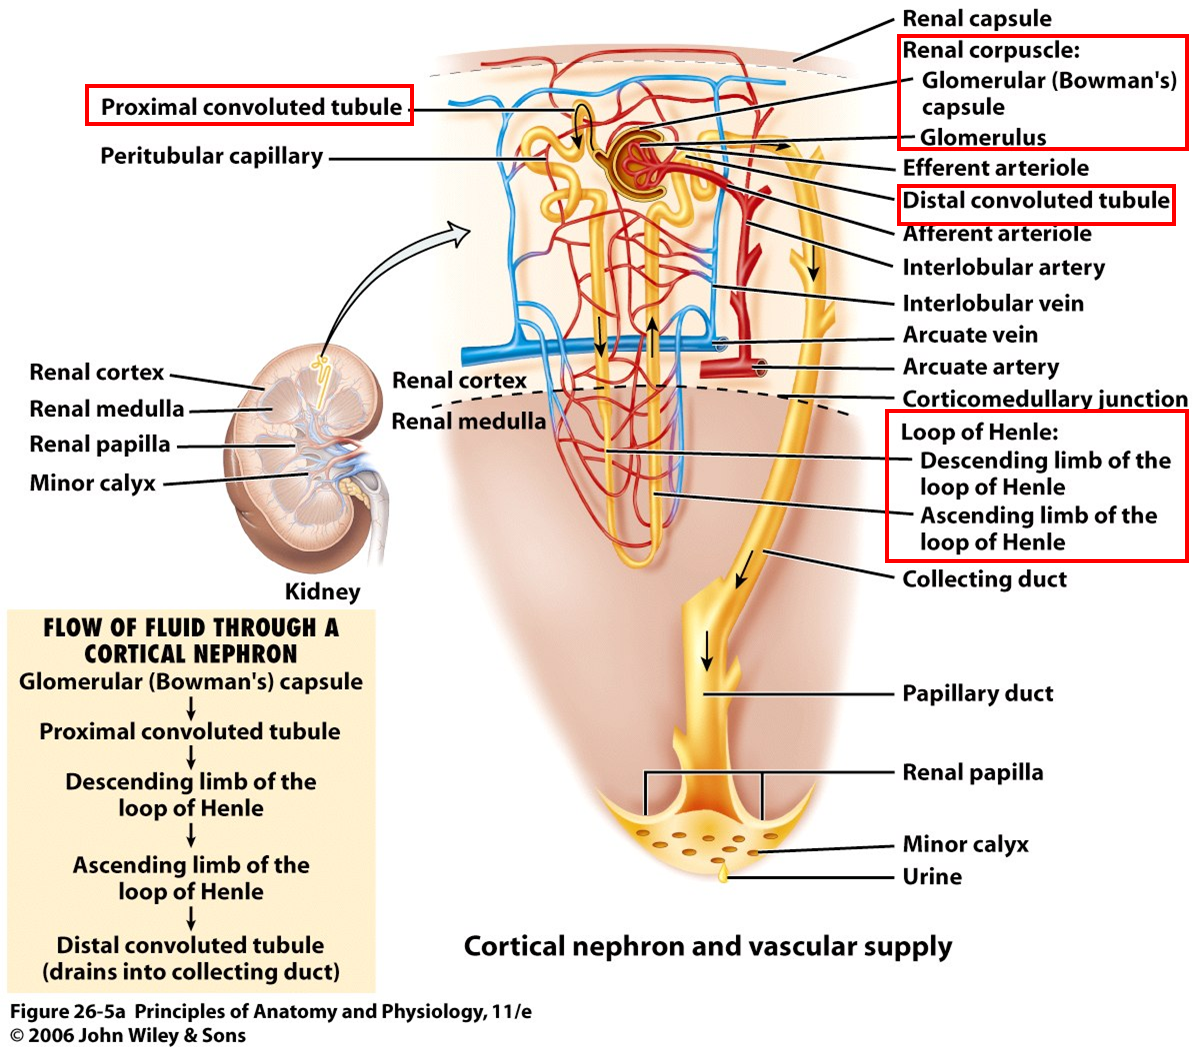 Renal capsule
Renal corpuscle:
Glomerular (Bowman's)
capsule
Glomerulus
Efferent arteriole
Distal convoluted tubule
Afferent arteriole
Interlobular artery
Interlobular vein
Arcuate vein
Arcuate artery
Corticomedullary junction
Loop of Henle:
Descending limb of the
loop of Henle
Ascending limb of the
loop of Henle
Collecting duct
Papillary duct
Renal papilla
Minor calyx
Urine
Proximal convoluted tubule
Peritubular capillary
Renal cortex
Renal medulla
Renal cortex
Renal medulla
Renal papilla
Minor calyx
Kidney
FLOW OF FLUID THROUGH A
CORTICAL NEPHRON
Glomerular (Bowman's) capsule
Proximal convoluted tubule
Descending limb of the
loop of Henle
Ascending limb of the
loop of Henle
Distal convoluted tubule
(drains into collecting duct)
Cortical nephron and vascular supply
Figure 26-5a Principles of Anatomy and Physiology, 11/e
© 2006 John Wiley & Sons